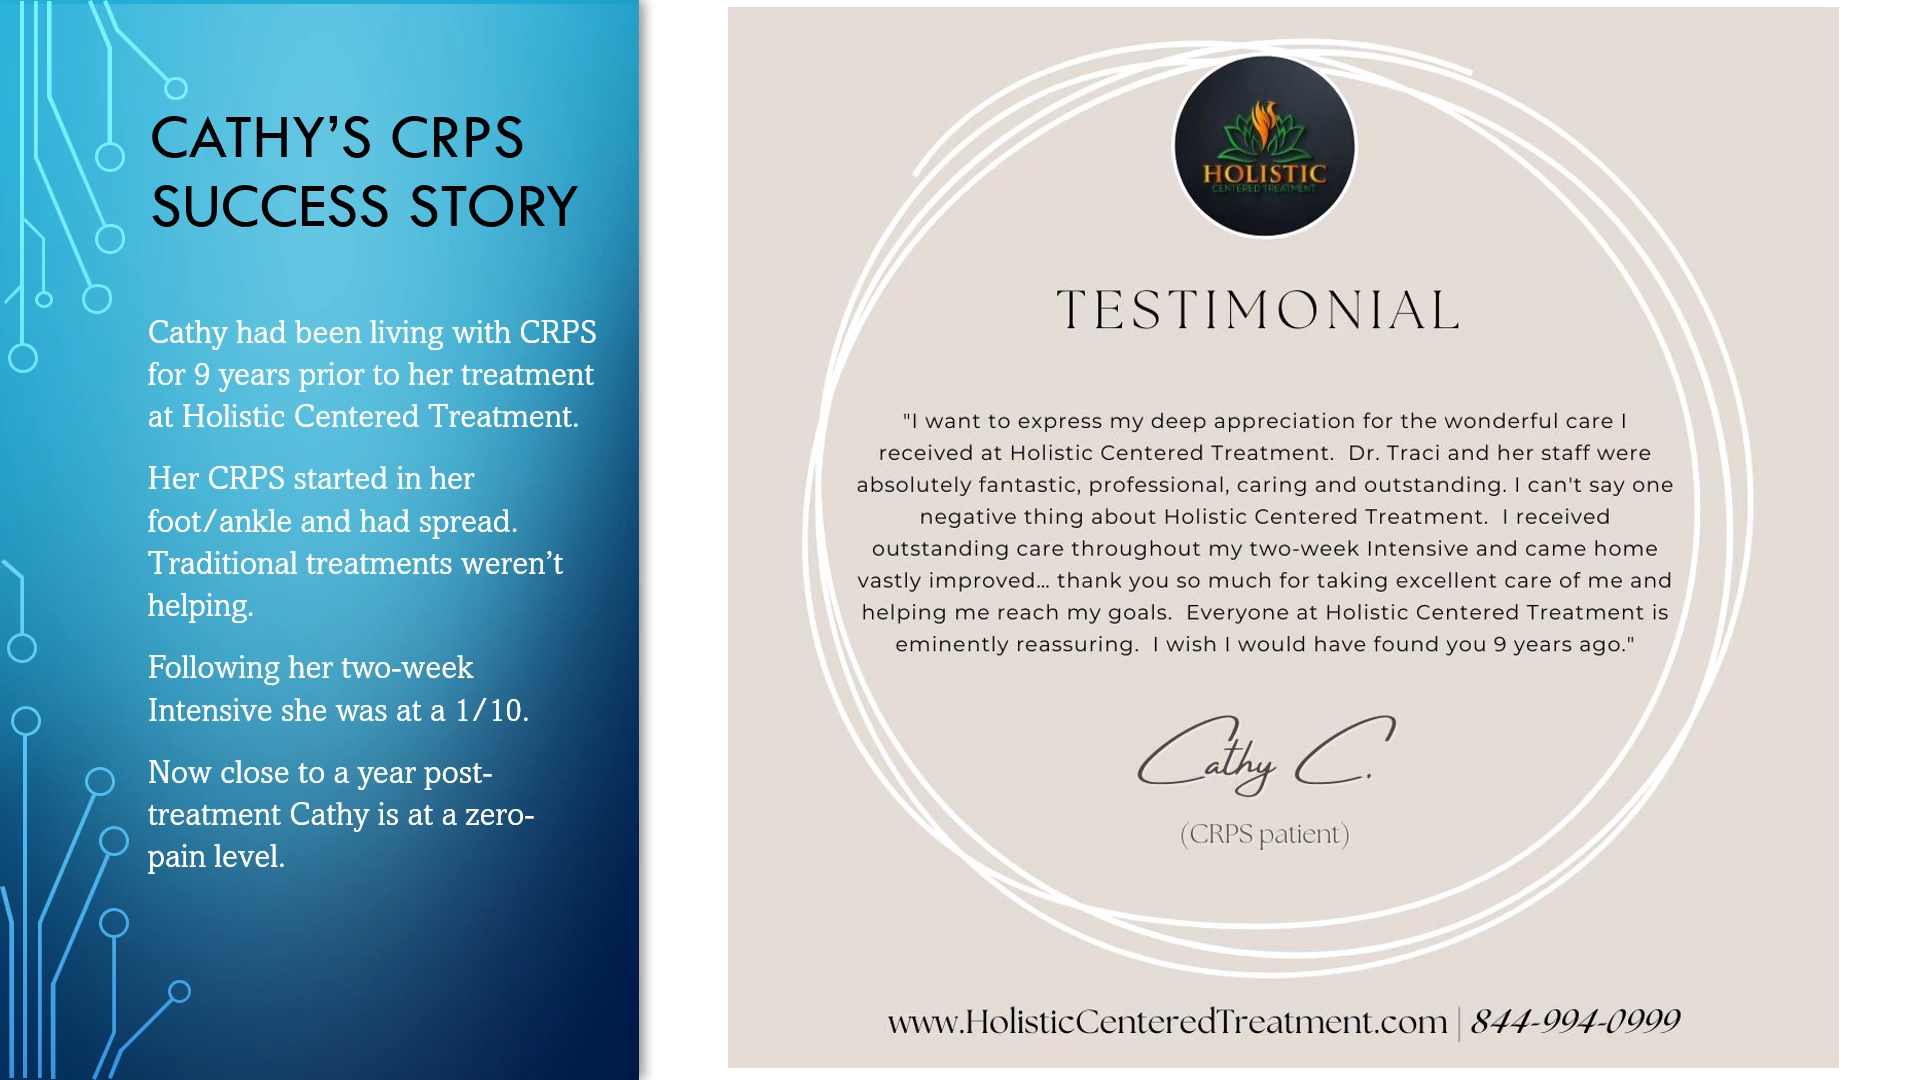 CATHY’S CRPS
SUCCESS STORY
Cathy had been living with CRPS
for 9 years prior to her treatment
at Holistic Centered Treatment.
Her CRPS started in her
foot/ankle and had spread.
Traditional treatments weren’t
helping.
Following her two-week
Intensive she was at a 1/10.
Now close to a year post-
treatment Cathy is at a zero-
pain level.
HOLISTIC
CENTERED TREATMENT
TESTIMONIAL
"I want to express my deep appreciation for the wonderful care I
received at Holistic Centered Treatment.  Dr. Traci and her staff were
absolutely fantastic, professional, caring and outstanding. I can't say one
negative thing about Holistic Centered Treatment.  I received
outstanding care throughout my two-week Intensive and came home
vastly improved... thank you so much for taking excellent care of me and
helping me reach my goals.  Everyone at Holistic Centered Treatment is
eminently reassuring.  I wish I would have found you 9 years ago."
Cathy C.
(CRPS patient)
www.HolisticCenteredTreatment.com | 844-994-0999